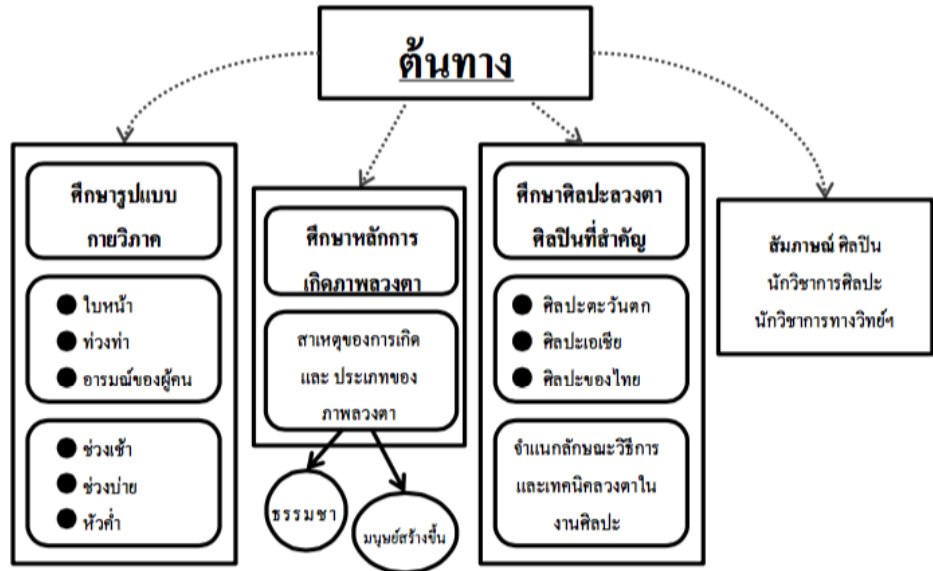 ต้นทาง
ศึกษารูปแบบ
กายวิภาค
ใบหน้า
ท่วงท่า
อารมณ์ของผู้คน
ช่วงเช้า
ช่วงบ่าย
หัวค่ำ
ศึกษาหลักการ
เกิดภาพลวงตา
สาเหตุของการเกิด
และ ประเภทของ
ภาพลวงตา
ธรรมชา
มนุษย์สร้างขึ้น
ศึกษาศิลปะลวงตา
ศิลปินที่สำคัญ
ศิลปะตะวันตก
ศิลปะเอเชีย
ศิลปะของไทย
จำแนกลักษณะวิธีการ
และเทคนิคลวงตาใน
งานศิลปะ
สัมภาษณ์ ศิลปิน
นักวิชาการศิลปะ
นักวิชาการทางวิทย์ฯ